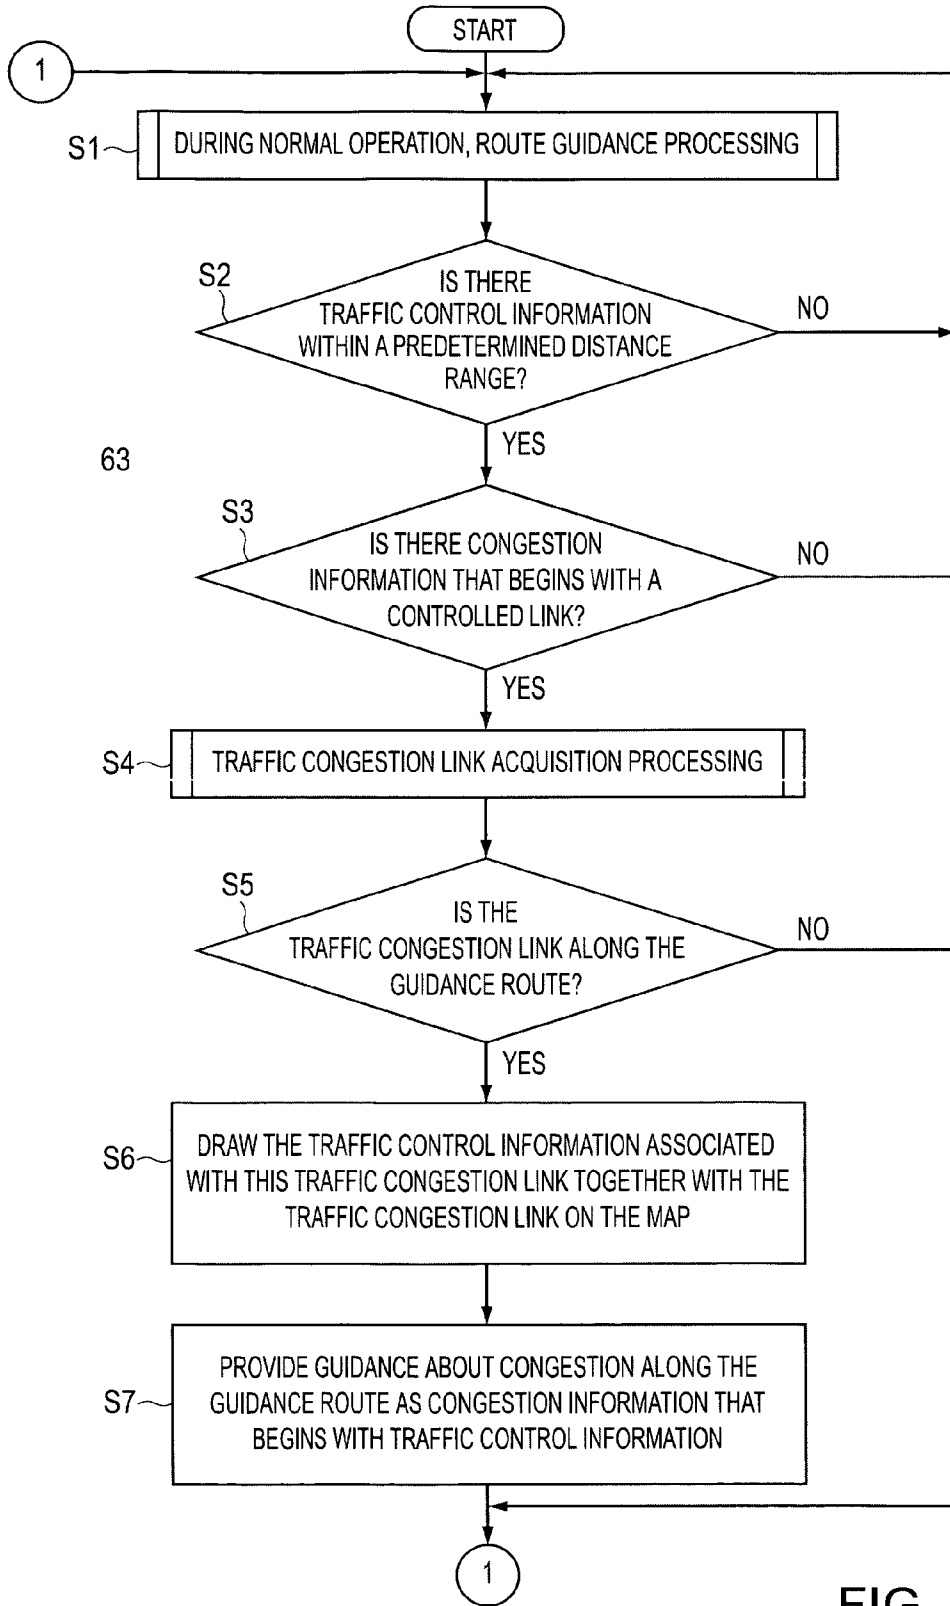 START
1
S1
DURING NORMAL OPERATION, ROUTE GUIDANCE PROCESSING
S2
IS THERE
TRAFFIC CONTROL INFORMATION
WITHIN A PREDETERMINED DISTANCE
RANGE?
NO
YES
63
S3
IS THERE CONGESTION
INFORMATION THAT BEGINS WITH A
CONTROLLED LINK?
NO
YES
S4
TRAFFIC CONGESTION LINK ACQUISITION PROCESSING
S5
IS THE
TRAFFIC CONGESTION LINK ALONG THE
GUIDANCE ROUTE?
NO
YES
S6
DRAW THE TRAFFIC CONTROL INFORMATION ASSOCIATED
WITH THIS TRAFFIC CONGESTION LINK TOGETHER WITH THE
TRAFFIC CONGESTION LINK ON THE MAP
S7
PROVIDE GUIDANCE ABOUT CONGESTION ALONG THE
GUIDANCE ROUTE AS CONGESTION INFORMATION THAT
BEGINS WITH TRAFFIC CONTROL INFORMATION
1
FIG